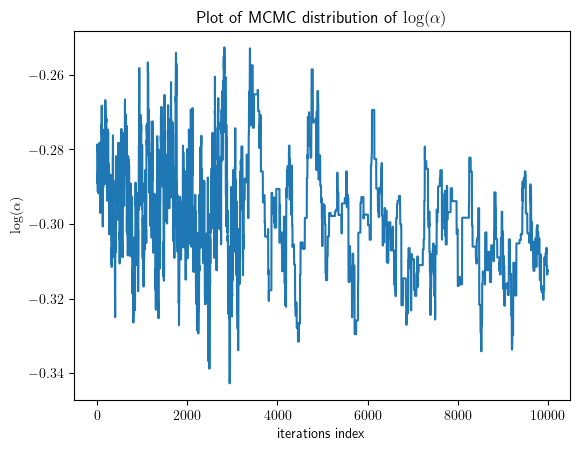 Plot of MCMC distribution of log(α)
log(α)
−0.26
−0.28
−0.30
−0.32
−0.34
0 2000 4000 6000 8000 10000
iterations index